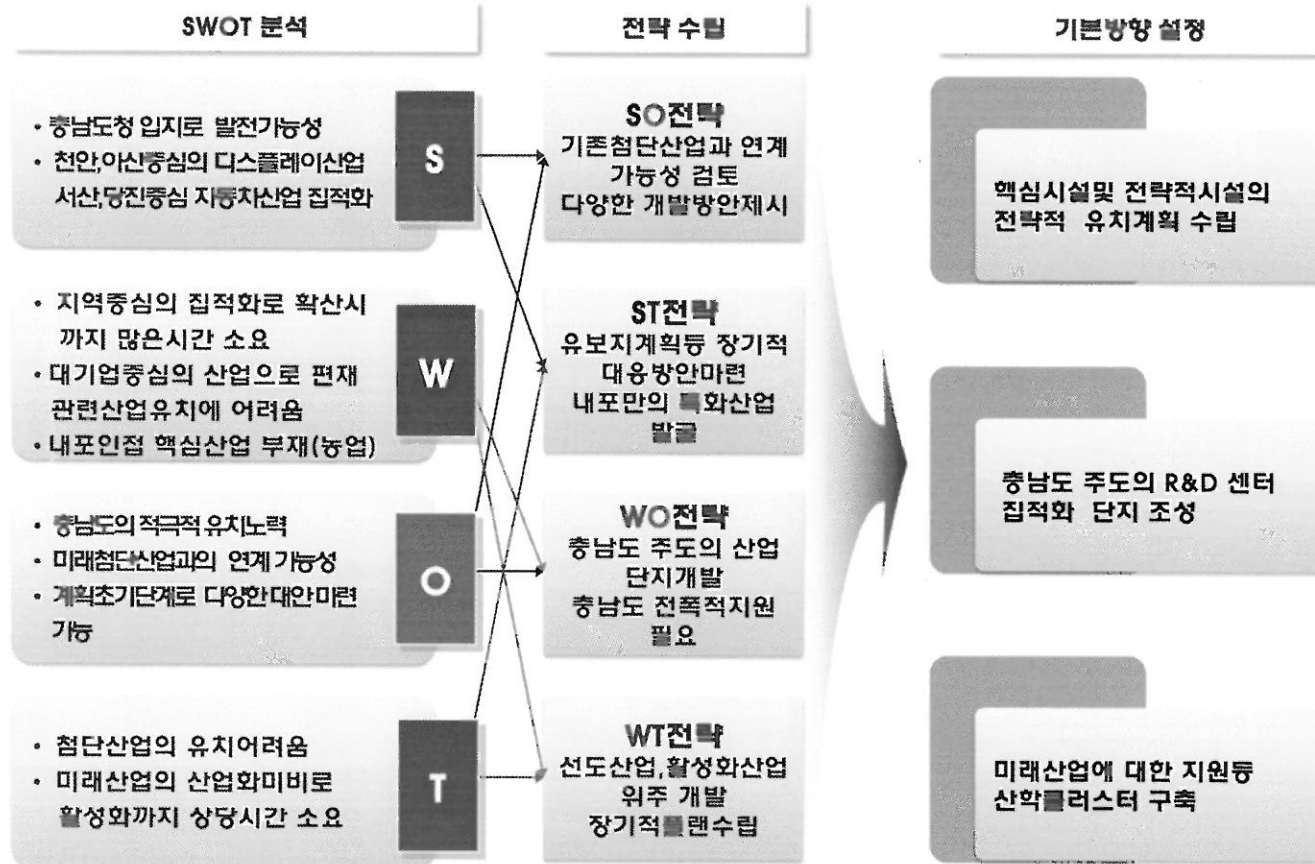 SWOT 분석
전략 수립
기본방향 설정
• 충남도청 입지로 발전가능성
• 천안,아산중심의 디스플레이산업
서산,당진중심 자동차산업 집적화
S
SO전략
기존첨단산업과 연계
가능성 검토
다양한 개발방안제시
핵심시설및 전략적시설의
전략적 유치계획 수립
• 지역중심의 집적화로 확산시
까지 많은시간 소요
• 대기업중심의 산업으로 편재
관련산업유치에 어려움
• 내포인접 핵심산업 부재(농업)
W
ST전략
유보지계획등 장기적
대응방안마련
내포만의 특화산업
발굴
충남도 주도의 R&D 센터
집적화 단지 조성
• 충남도의 적극적 유치노력
• 미래첨단산업과의 연계 가능성
• 계획초기단계로 다양한 대안 마련
가능
O
WO전략
충남도 주도의 산업
단지개발
충남도 전폭적지원
필요
• 첨단산업의 유치어려움
• 미래산업의 산업화미비로
활성화까지 상당시간 소요
T
WT전략
선도산업,활성화산업
위주 개발
장기적플랜수립
미래산업에 대한 지원등
산학클러스터 구축